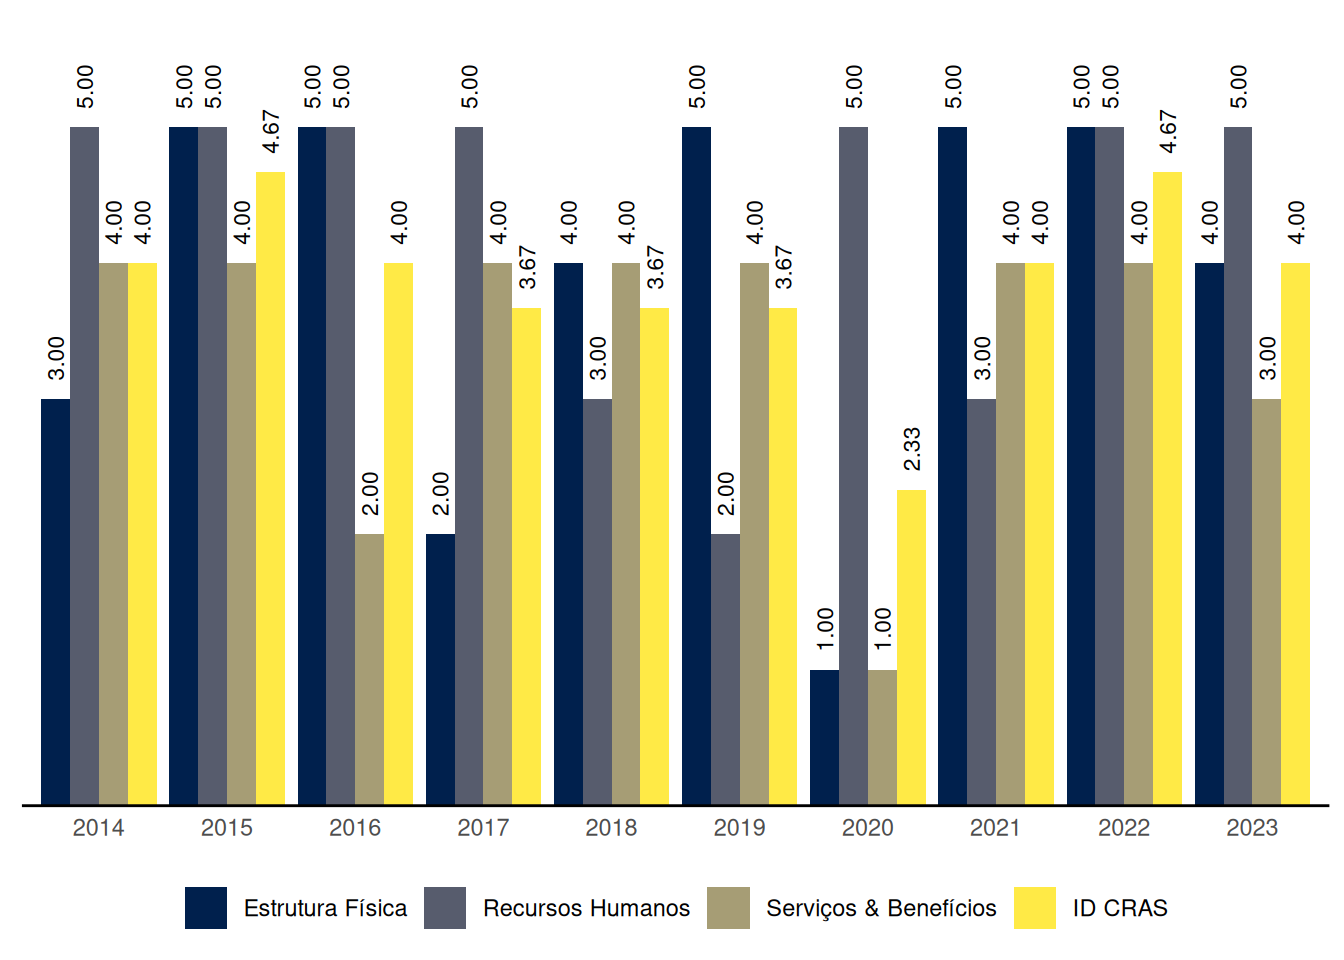 3.00 5.00 4.00 4.00
5.00 5.00 4.00 4.67
5.00 5.00 2.00 4.00
2.00 5.00 4.00 3.67
4.00 3.00 4.00 3.67
5.00 2.00 4.00 3.67
1.00 5.00 1.00 2.33
5.00 3.00 4.00 4.00
5.00 5.00 4.00 4.67
4.00 5.00 3.00 4.00
2014 2015 2016 2017 2018 2019 2020 2021 2022 2023
Estrutura Física Recursos Humanos Serviços & Benefícios ID CRAS